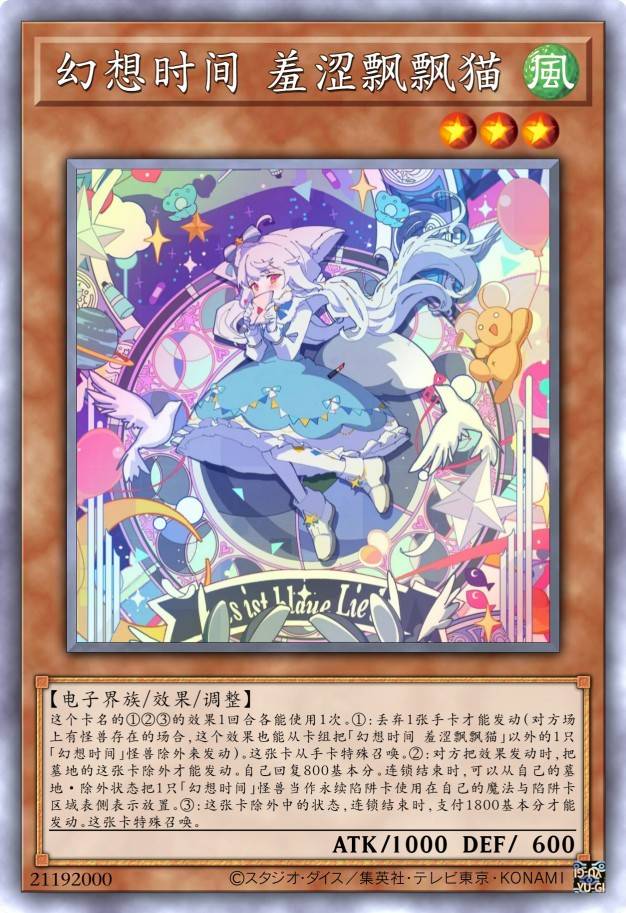 幻想时间 羞涩飘飘猫
風
s ist blaue Lie
【电子界族/效果/调整】
这个卡名的①②③的效果1回合各能使用1次。①:丢弃1张手卡才能发动(对方场
上有怪兽存在的场合,这个效果也能从卡组把「幻想时间 羞涩飘飘猫」以外的1只
「幻想时间」怪兽除外来发动)。这张卡从手卡特殊召唤。②:对方把效果发动时,把
墓地的这张卡除外才能发动。自己回复800基本分。连锁结束时,可以从自己的墓
地·除外状态把1只「幻想时间」怪兽当作永续陷阱卡使用在自己的魔法与陷阱卡
区域表侧表示放置。③:这张卡除外中的状态,连锁结束时,支付1800基本分才能
发动。这张卡特殊召唤。
ATK/1000 DEF/ 600
21192000 ©スタジオ・ダイス/集英社・テレビ東京・KONAMI